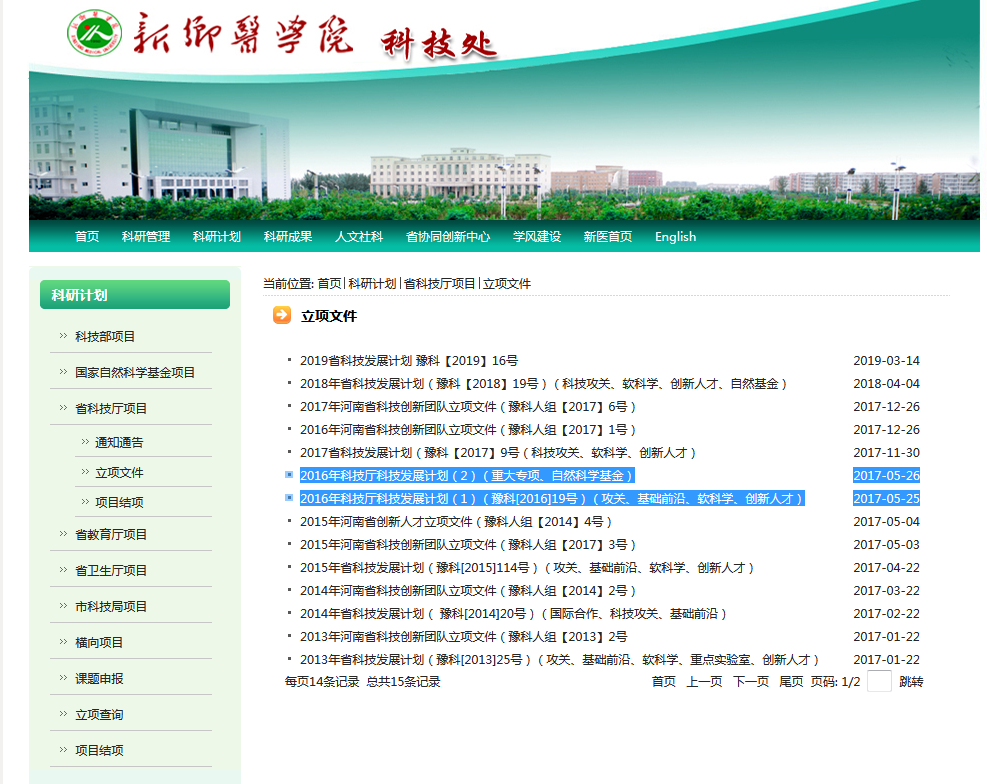 新鄉醫學院 科技处
首页 科研管理 科研计划 科研成果 人文社科 省协同创新中心 学风建设 新医首页 English
科研计划
科技部项目
国家自然科学基金项目
省科技厅项目
通知通告
立项文件
项目结项
省教育厅项目
省卫生厅项目
市科技局项目
横向项目
课题申报
立项查询
项目结项
当前位置: 首页| 科研计划|省科技厅项目|立项文件
立项文件
2019省科技发展计划 豫科【2019】16号 2019-03-14
2018年省科技发展计划（豫科【2018】19号）（科技攻关、软科学、创新人才、自然基金） 2018-04-04
2017年河南省科技创新团队立项文件（豫科人组【2017】6号） 2017-12-26
2016年河南省科技创新团队立项文件（豫科人组【2017】1号） 2017-12-26
2017省科技发展计划（豫科【2017】9号（科技攻关、软科学、创新人才） 2017-11-30
2016年科技厅科技发展计划（2）（重大专项、自然科学基金） 2017-05-26
2016年科技厅科技发展计划（1）（豫科[2016]19号）（攻关、基础前沿、软科学、创新人才） 2017-05-25
2015年河南省创新人才立项文件（豫科人组【2014】4号） 2017-05-04
2015年河南省科技创新团队立项文件（豫科人组【2017】3号） 2017-05-03
2015年省科技发展计划（豫科[2015]114号）（攻关、基础前沿、软科学、创新人才） 2017-04-22
2014年河南省科技创新团队立项文件（豫科人组【2014】2号） 2017-03-22
2014年省科技发展计划（ 豫科[2014]20号）（国际合作、科技攻关、基础前沿） 2017-02-22
2013年河南省科技创新团队立项文件（豫科人组【2013】2号 2017-01-22
2013年省科技发展计划（豫科[2013]25号）（攻关、基础前沿、软科学、重点实验室、创新人才） 2017-01-22
每页14条记录 总共15条记录 首页 上一页 下一页 尾页 页码: 1/2 跳转